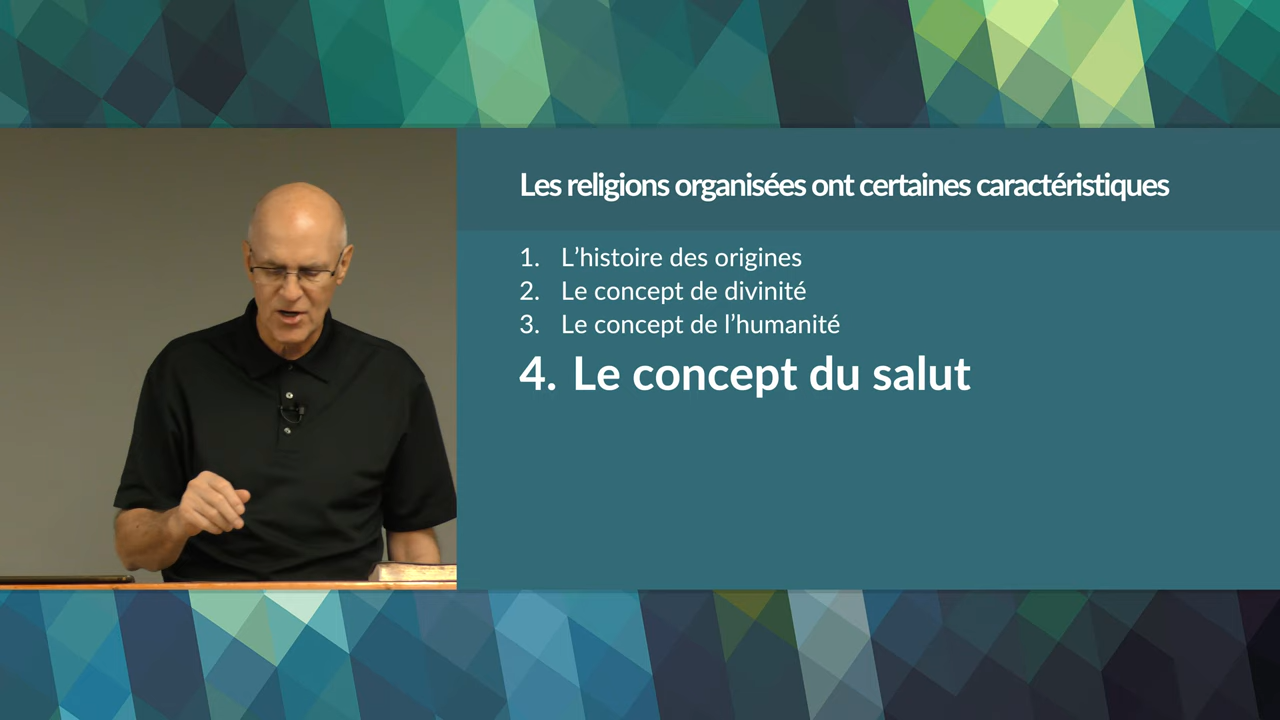 Les religions organisées ont certaines caractéristiques
1. L’histoire des origines
2. Le concept de divinité
3. Le concept de l’humanité
4. Le concept du salut